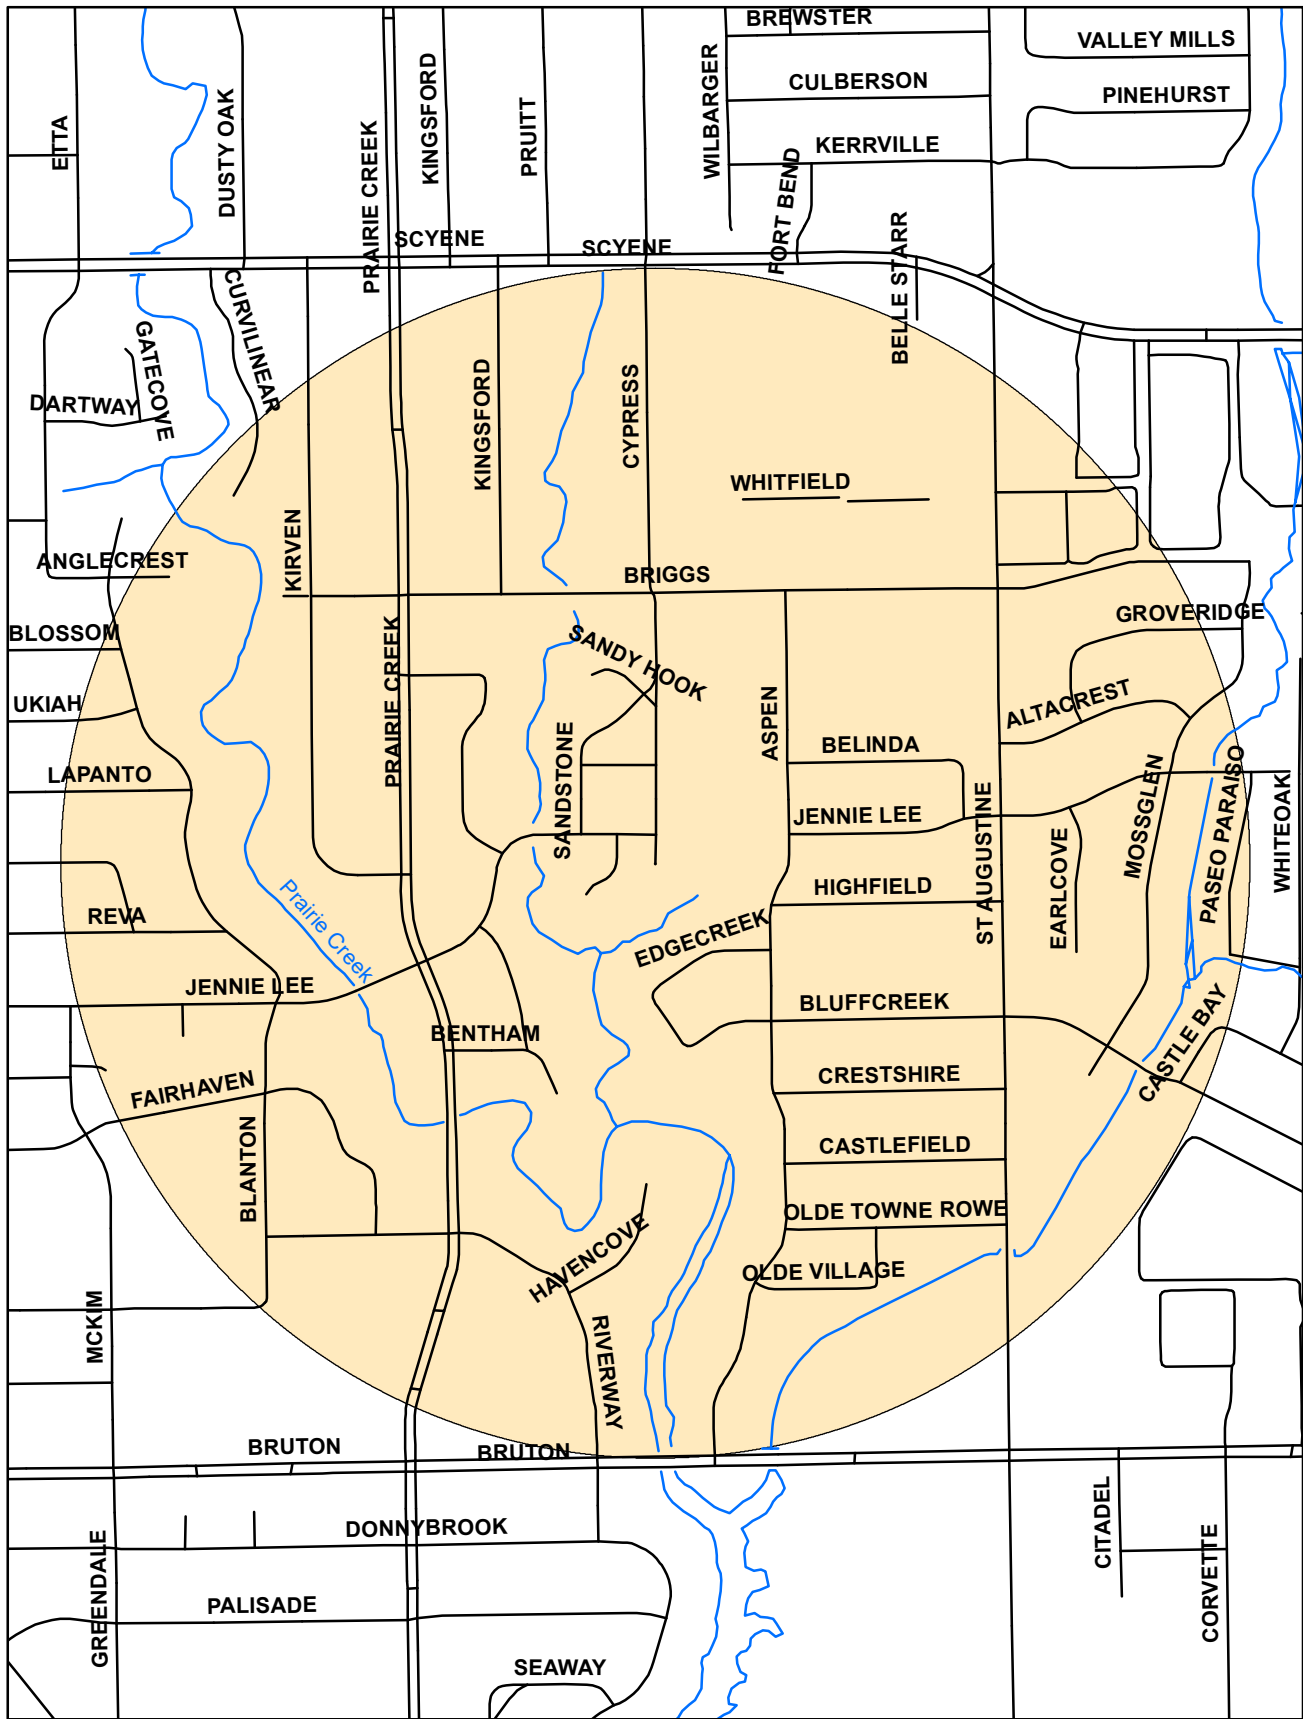 BREWSTER
VALLEY MILLS
CULBERSON
PINEHURST
KERRVILLE
ETTA
DUSTY OAK
PRAIRIE CREEK
KINGSFORD
PRUITT
WILBARGER
FORT BEND
BELLE STARR
SCYENE
SCYENE
CURVILINEAR
GATECOVE
DARTWAY
KINGSFORD
CYPRESS
WHITFIELD
KIRVEN
ANGLECREST
BRIGGS
BLOSSOM
GROVERIDGE
SANDY HOOK
UKIAH
PRAIRIE CREEK
ALTACREST
SANDSTONE
ASPEN
BELINDA
LAPANTO
JENNIE LEE
ST AUGUSTINE
EARLCOVE
MOSSGLEN
PASEO PARAISO
WHITEOAK
HIGHFIELD
REVA
Prairie Creek
EDGECREEK
JENNIE LEE
BLUFFCREEK
BENTHAM
CASTLE BAY
CRESTSHIRE
FAIRHAVEN
BLANTON
CASTLEFIELD
OLDE TOWNE ROWE
HAVENCOVE
OLDE VILLAGE
MCKIM
RIVERWAY
BRUTON
BRUTON
DONNYBROOK
CITADEL
CORVETTE
GREENDALE
PALISADE
SEAWAY